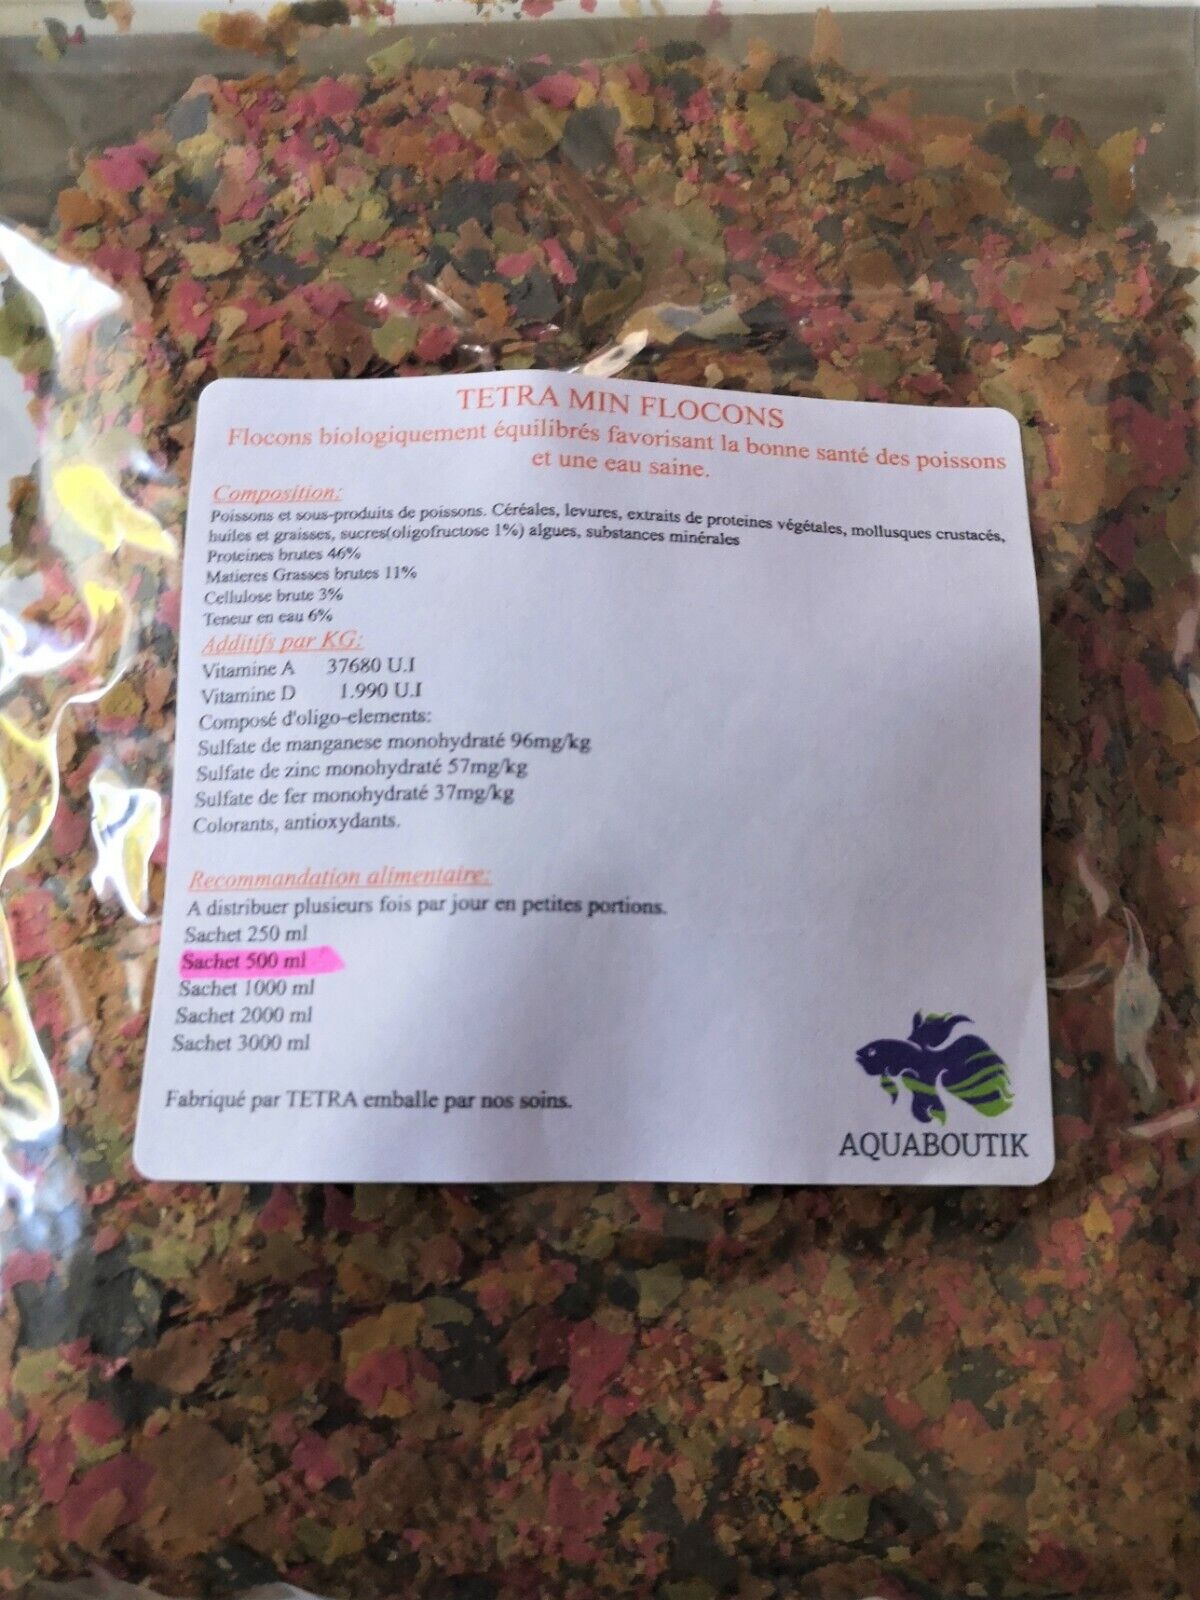 TETRA MIN FLOCONS
Flocons biologiquement équilibrés favorisant la bonne santé des poissons
et une eau saine.
Composition:
Poissons et sous-produits de poissons. Céréales, levures, extraits de proteines végétales, mollusques crustacés,
huiles et graisses, sucres(oligofructose 1%) algues, substances minérales
Proteines brutes 46%
Matieres Grasses brutes 11%
Cellulose brute 3%
Teneur en eau 6%
Additifs par KG:
Vitamine A 37680 U.I
Vitamine D 1.990 U.I
Composé d'oligo-elements:
Sulfate de manganese monohydraté 96mg/kg
Sulfate de zinc monohydraté 57mg/kg
Sulfate de fer monohydraté 37mg/kg
Colorants, antioxydants.
Recommandation alimentaire:
A distribuer plusieurs fois par jour en petites portions.
Sachet 250 ml
Sachet 500 ml
Sachet 1000 ml
Sachet 2000 ml
Sachet 3000 ml
Fabriqué par TETRA emballe par nos soins.
AQUABOUTIK